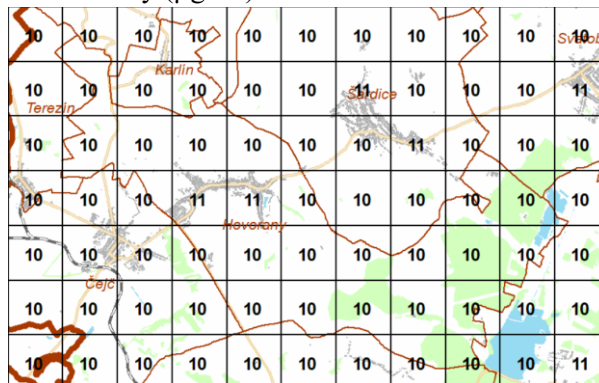 10 10 10 10 10 10 10 10 10 10 10
Karlín
10 10 10 10 10 10 11 10 10 10 11
Šardice
Terezín
10 10 10 10 10 10 10 11 10 10 10
10 10 10 11 11 10 10 10 10 10 10
Hovorany
10 10 10 10 10 10 10 10 10 10 10
Čejč
10 10 10 10 10 10 10 10 10 10 10
10 10 10 10 10 10 10 10 10 10 11